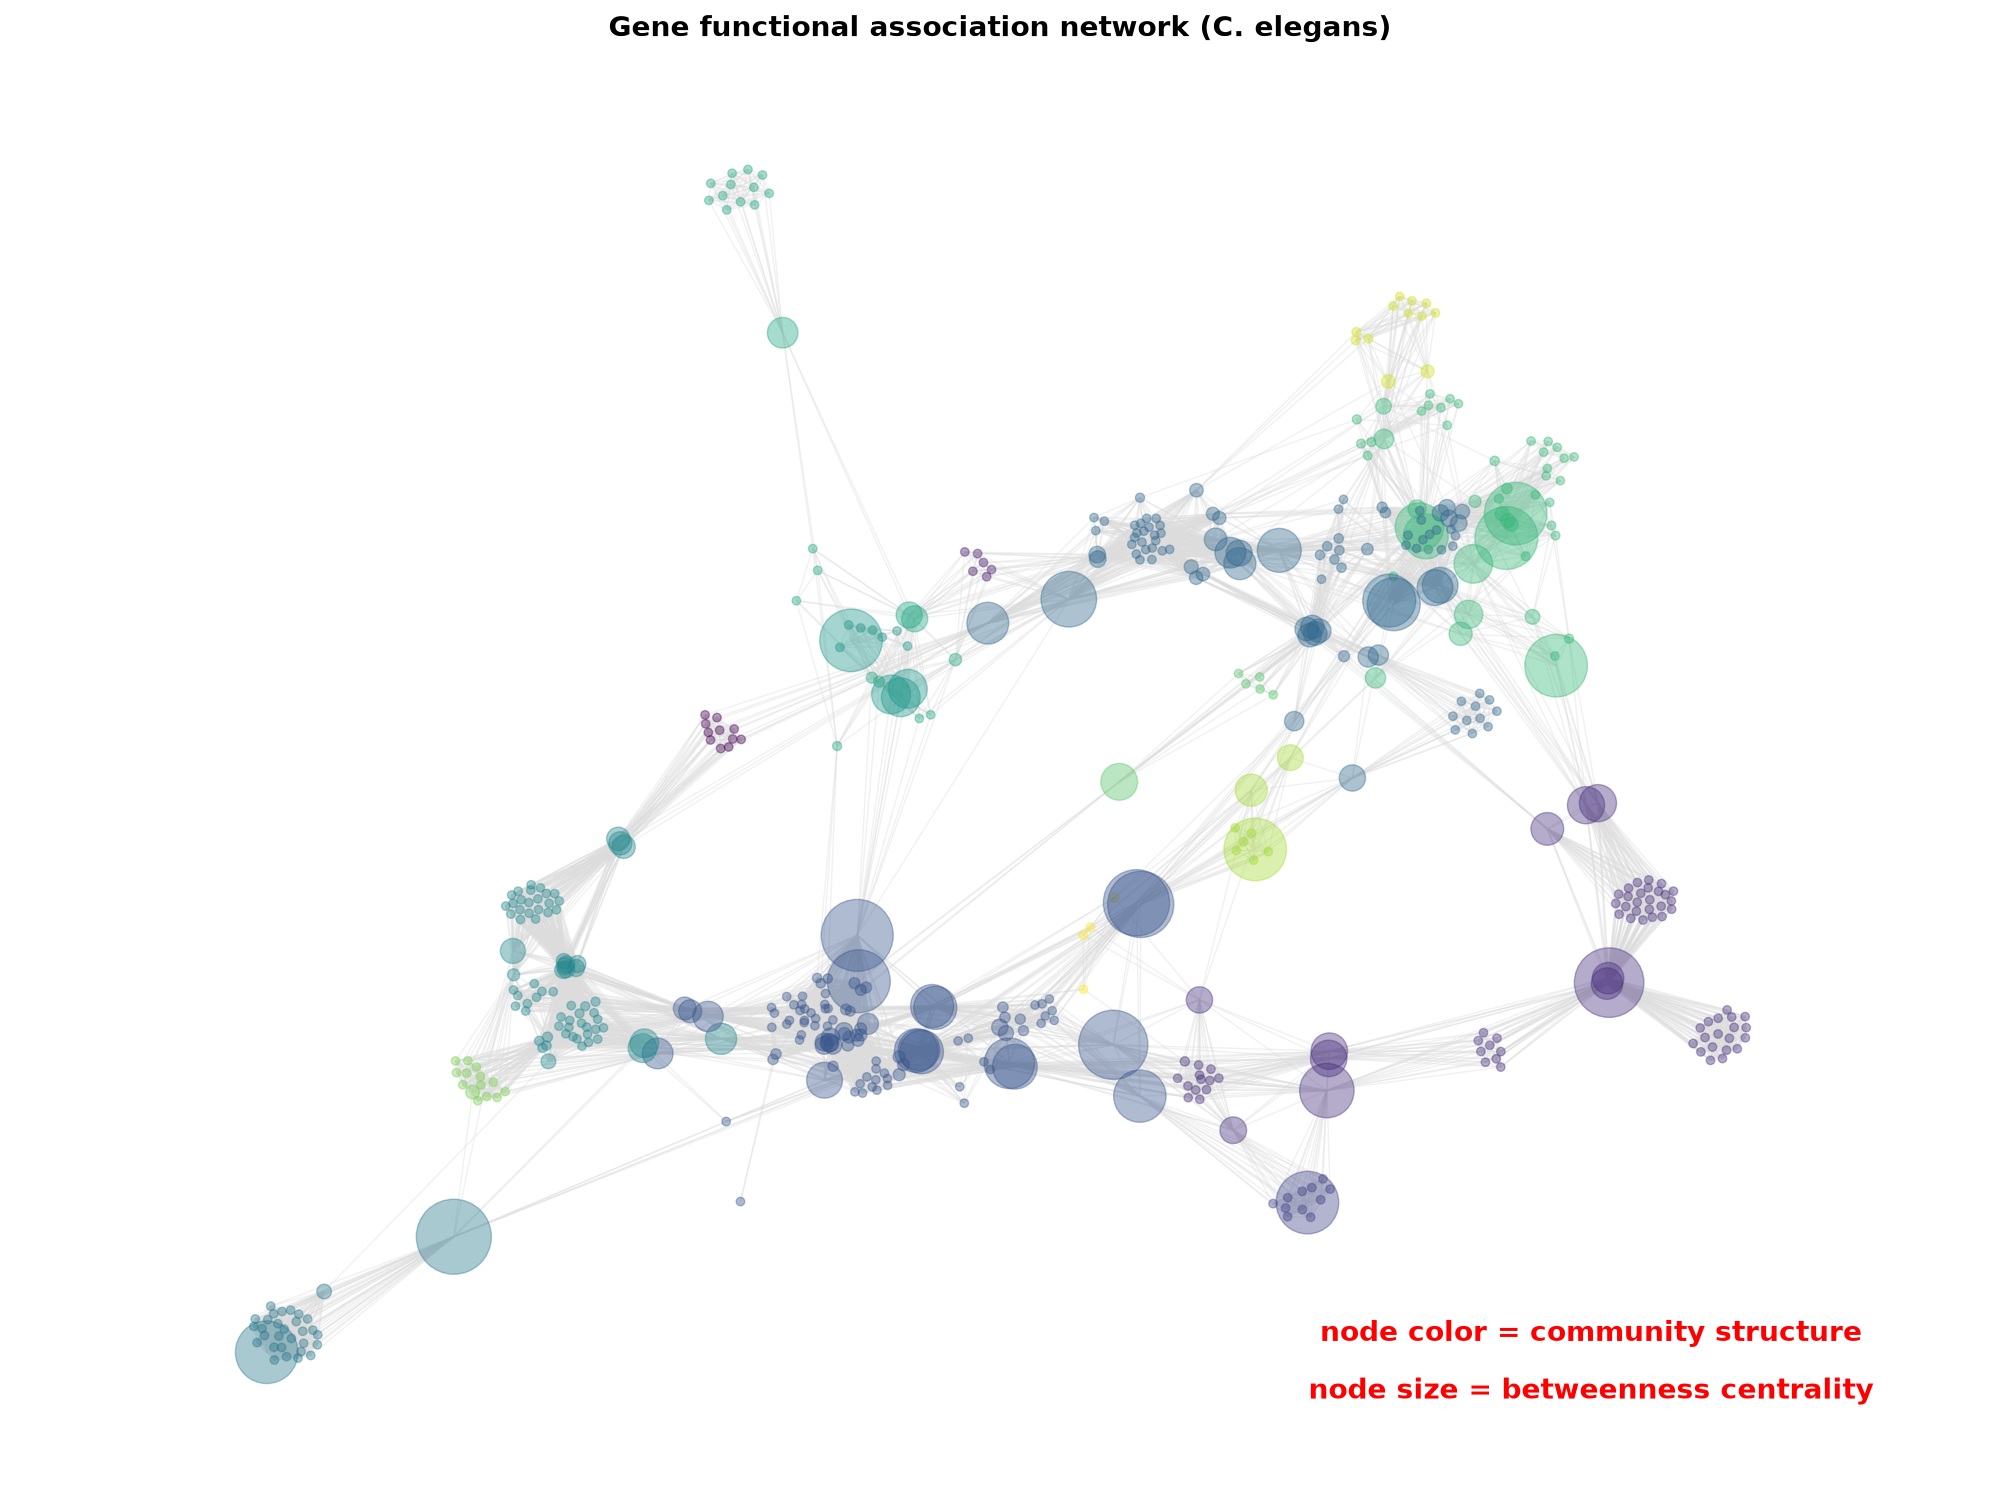 Gene functional association network (C. elegans)
node color = community structure
node size = betweenness centrality